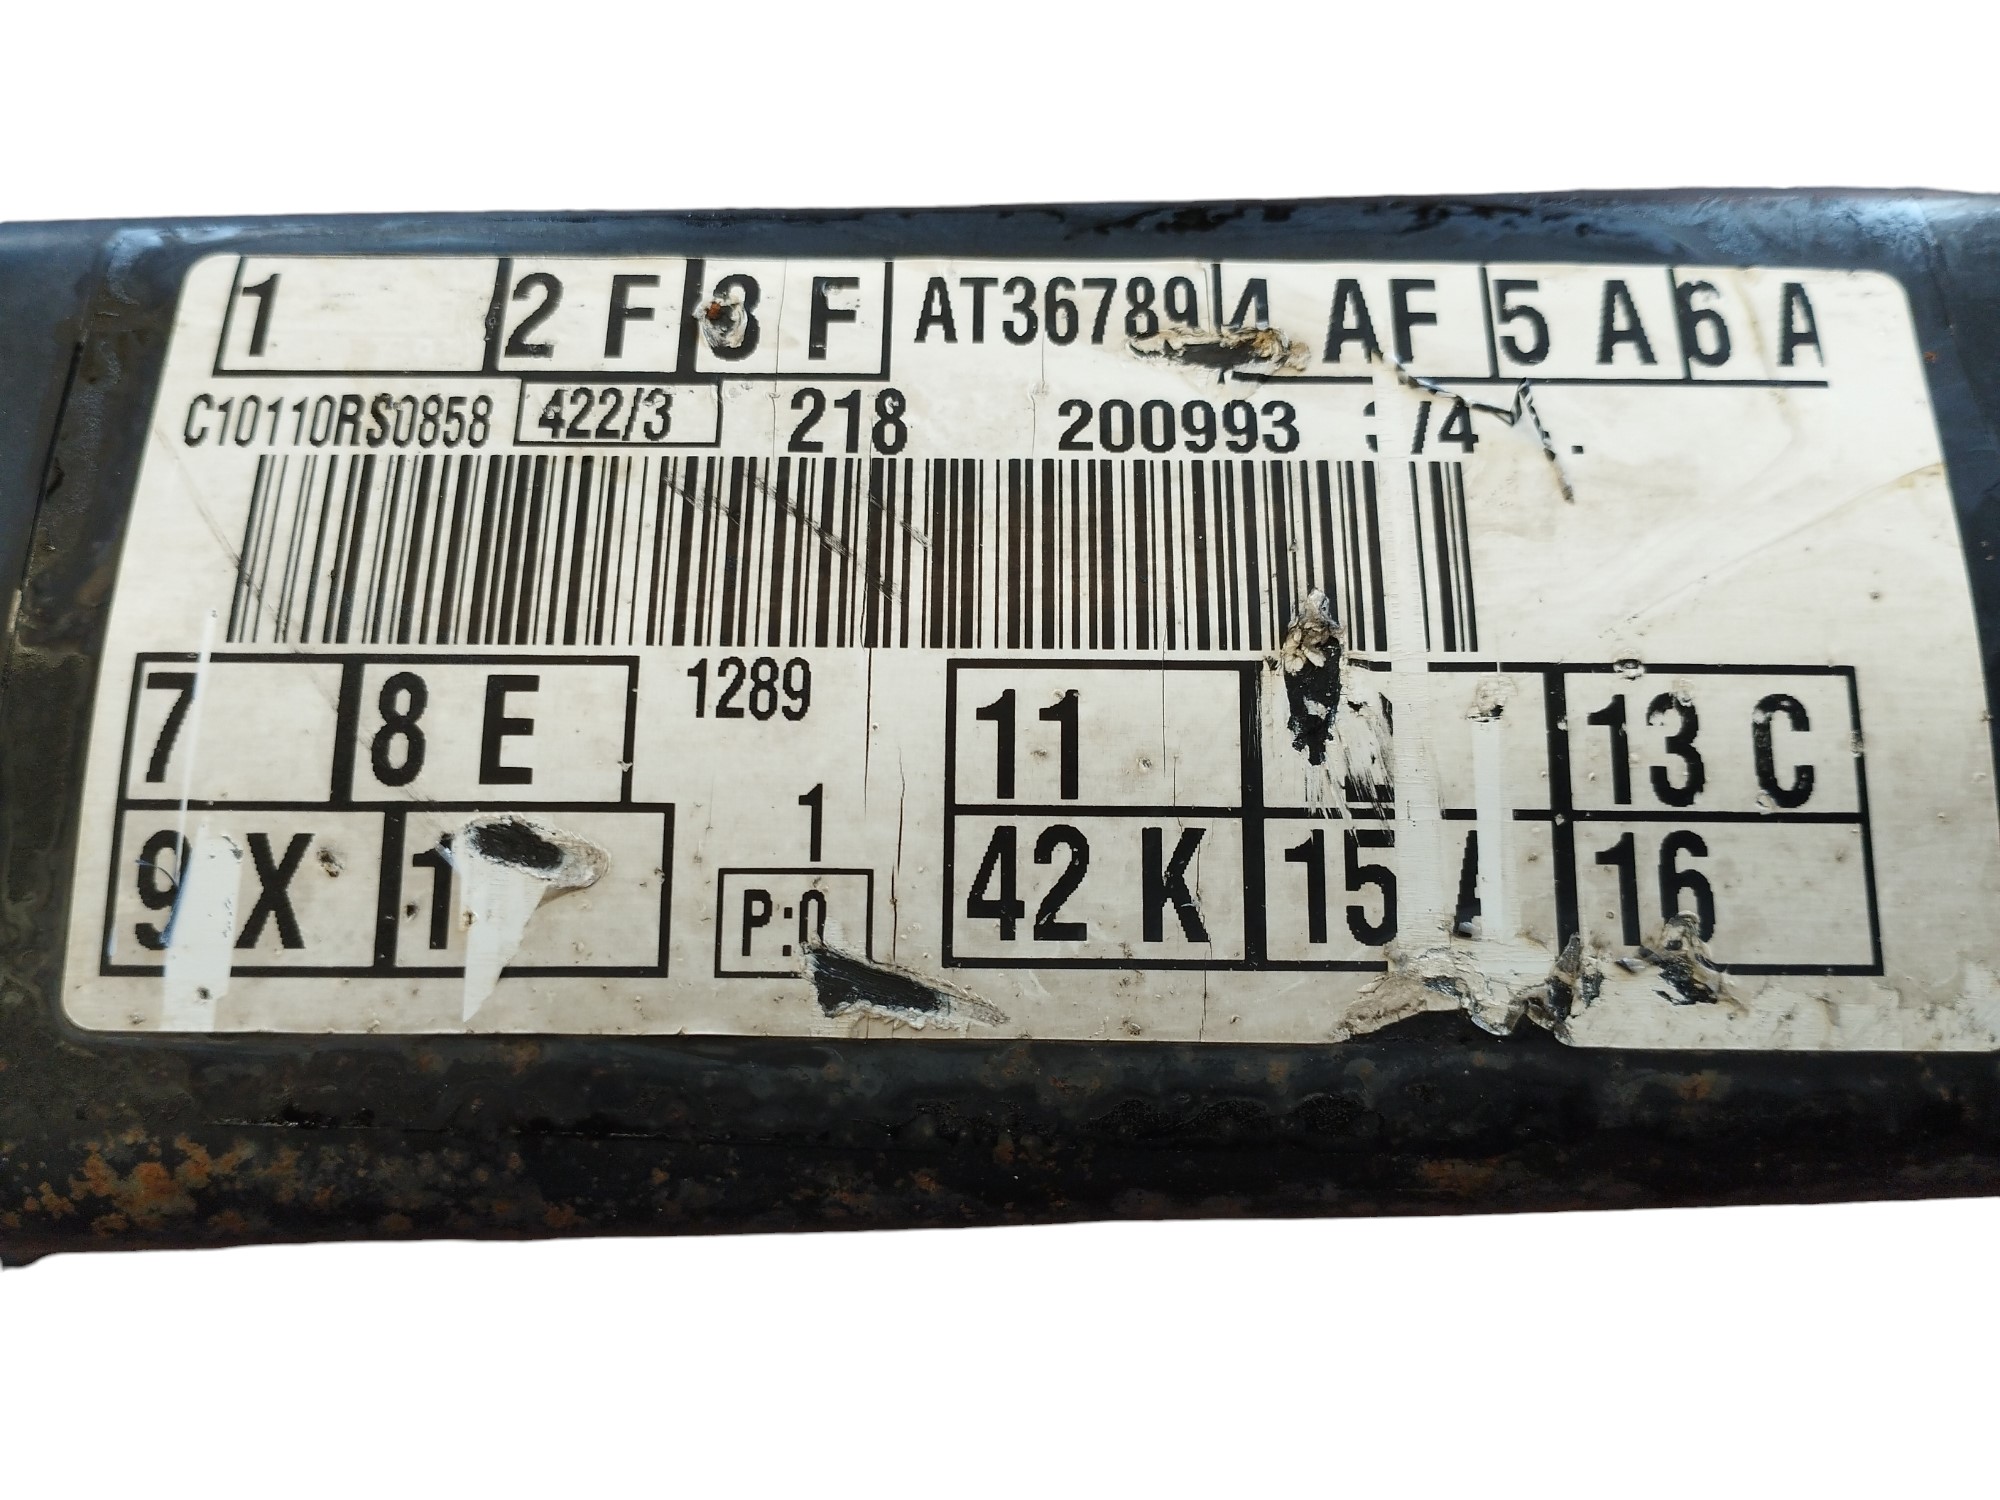 1 2 F 3 F AT36789 4 AF 5 A 6 A
C10110RS0858 422/3 218 200993 /4
7 8 E 1289 11 13 C
9 X 1 42 K 15 16
P:0